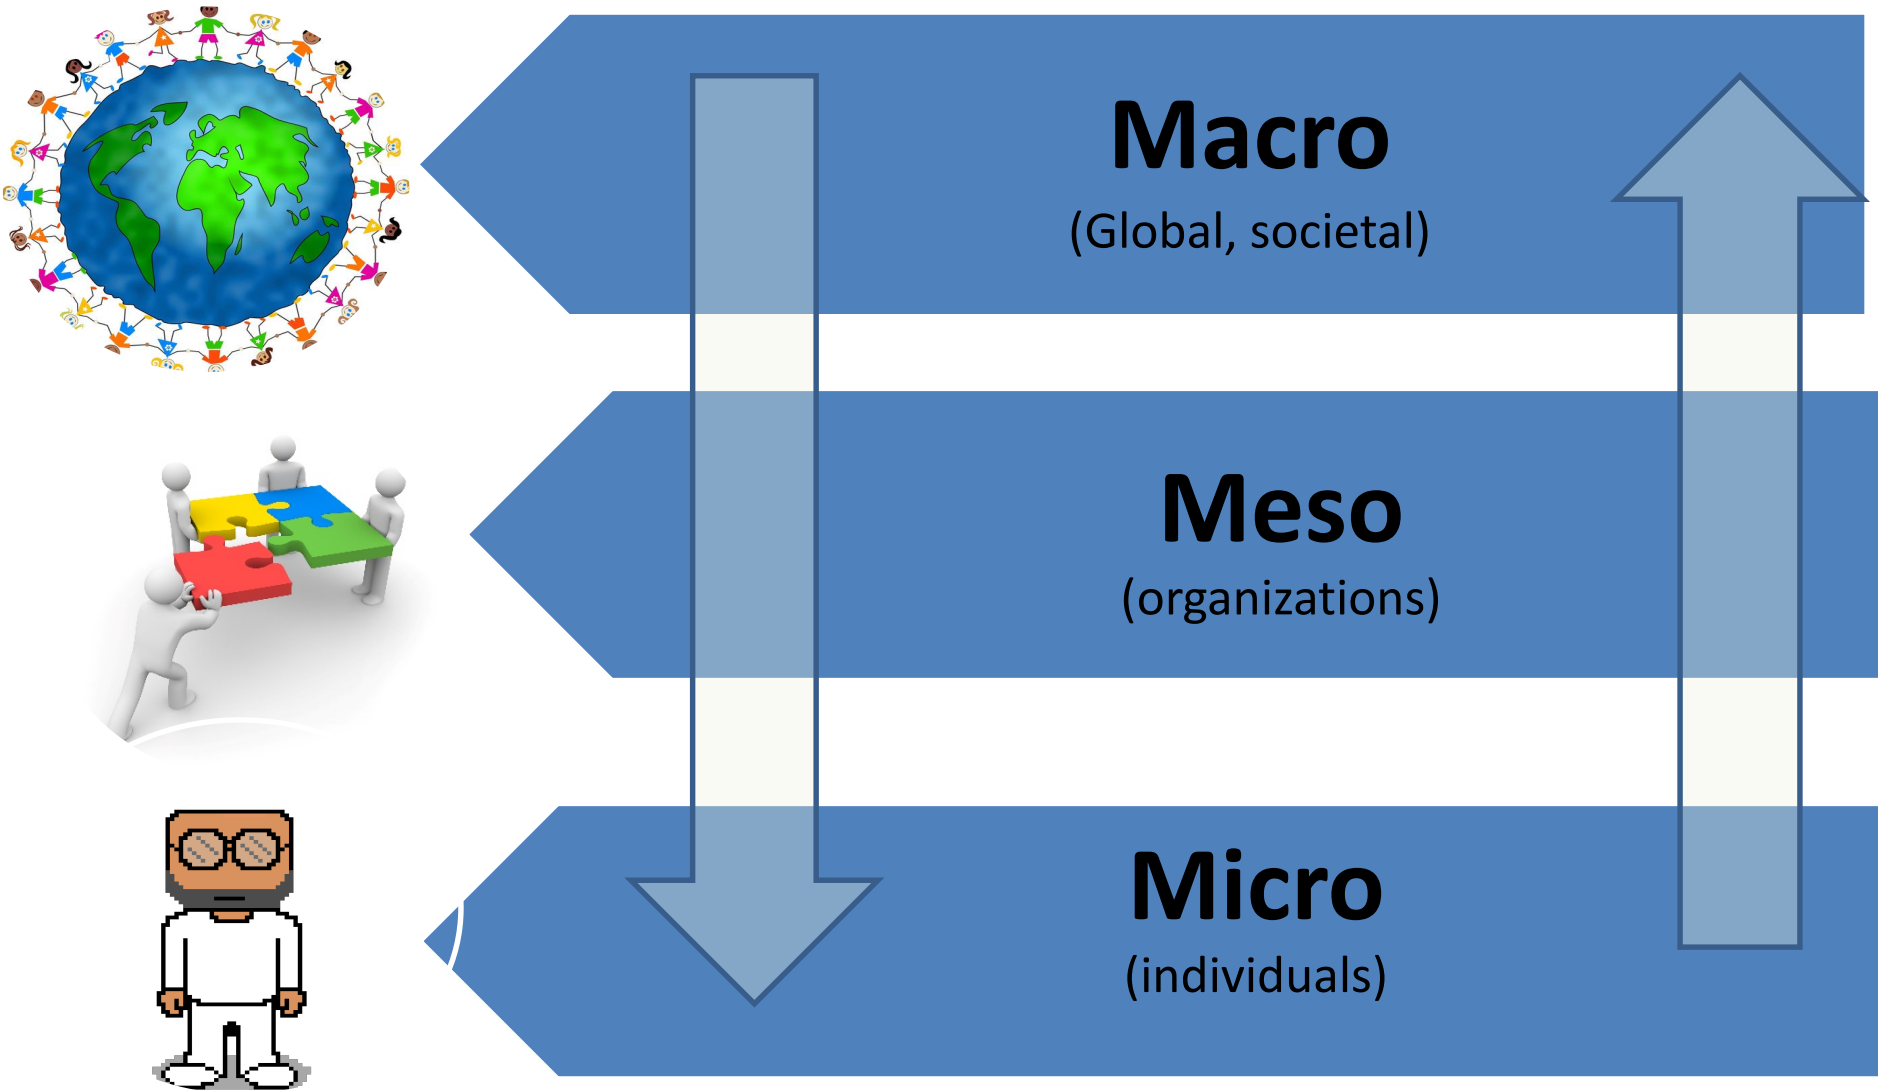 Macro
(Global, societal)
Meso
(organizations)
Micro
(individuals)